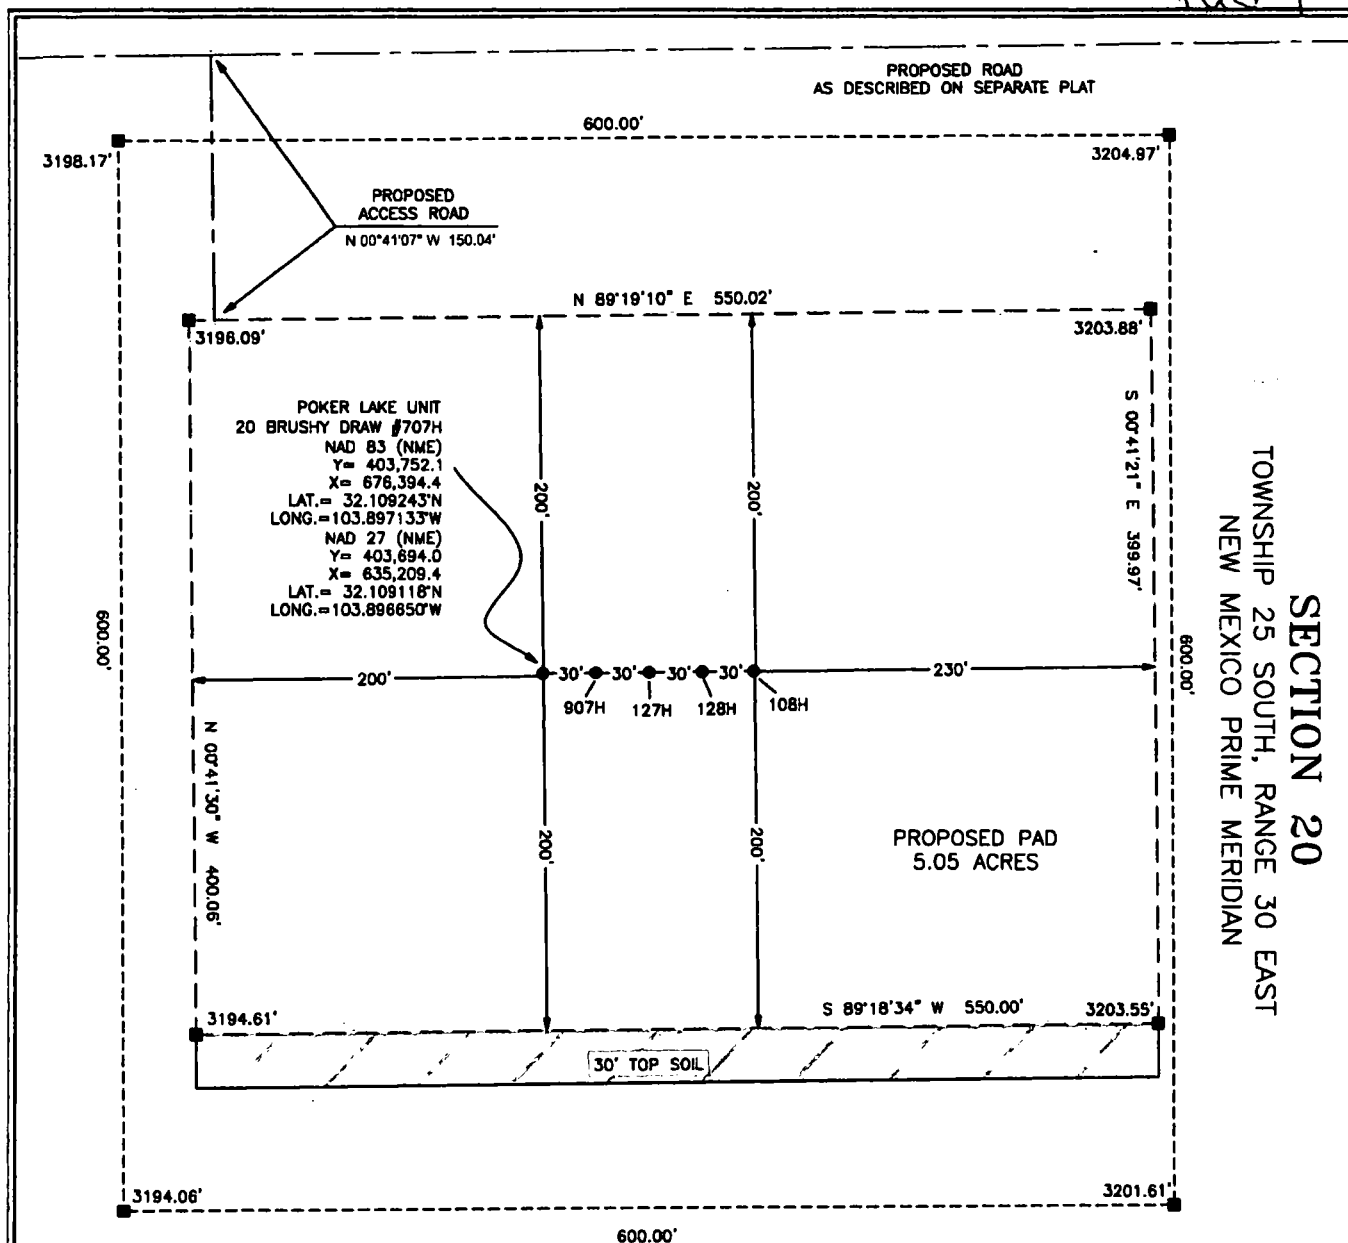 PROPOSED ROAD
AS DESCRIBED ON SEPARATE PLAT
600.00'
3198.17'
3204.97'
PROPOSED
ACCESS ROAD
N 00°41'07" W 150.04'
N 89°19'10" E 550.02'
3196.09'
3203.88'
POKER LAKE UNIT
20 BRUSHY DRAW #707H
NAD 83 (NME)
Y= 403,752.1
X= 676,394.4
LAT.= 32.109243°N
LONG.=103.897133°W
NAD 27 (NME)
Y= 403,694.0
X= 635,209.4
LAT.= 32.109118°N
LONG.=103.896650°W
200'
200'
S 00°41'21" E 399.97'
SECTION 20
TOWNSHIP 25 SOUTH, RANGE 30 EAST
NEW MEXICO PRIME MERIDIAN
600.00'
600.00'
200'
30'
30'
30'
30'
230'
907H
127H
128H
108H
N 00°41'30" W 400.06'
200'
200'
PROPOSED PAD
5.05 ACRES
S 89°18'34" W 550.00'
3194.61'
3203.55'
30' TOP SOIL
3194.06'
3201.61'
600.00'